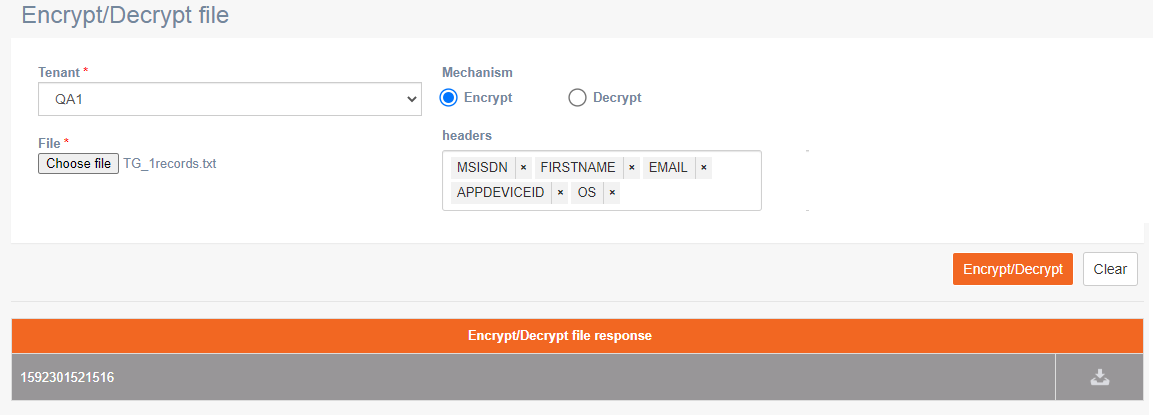 Encrypt/Decrypt file
Tenant *
QA1
Mechanism
Encrypt
Decrypt
File *
Choose file TG_1records.txt
headers
MSISDN × FIRSTNAME × EMAIL ×
APPDEVICEID × OS ×
Encrypt/Decrypt
Clear
Encrypt/Decrypt file response
1592301521516